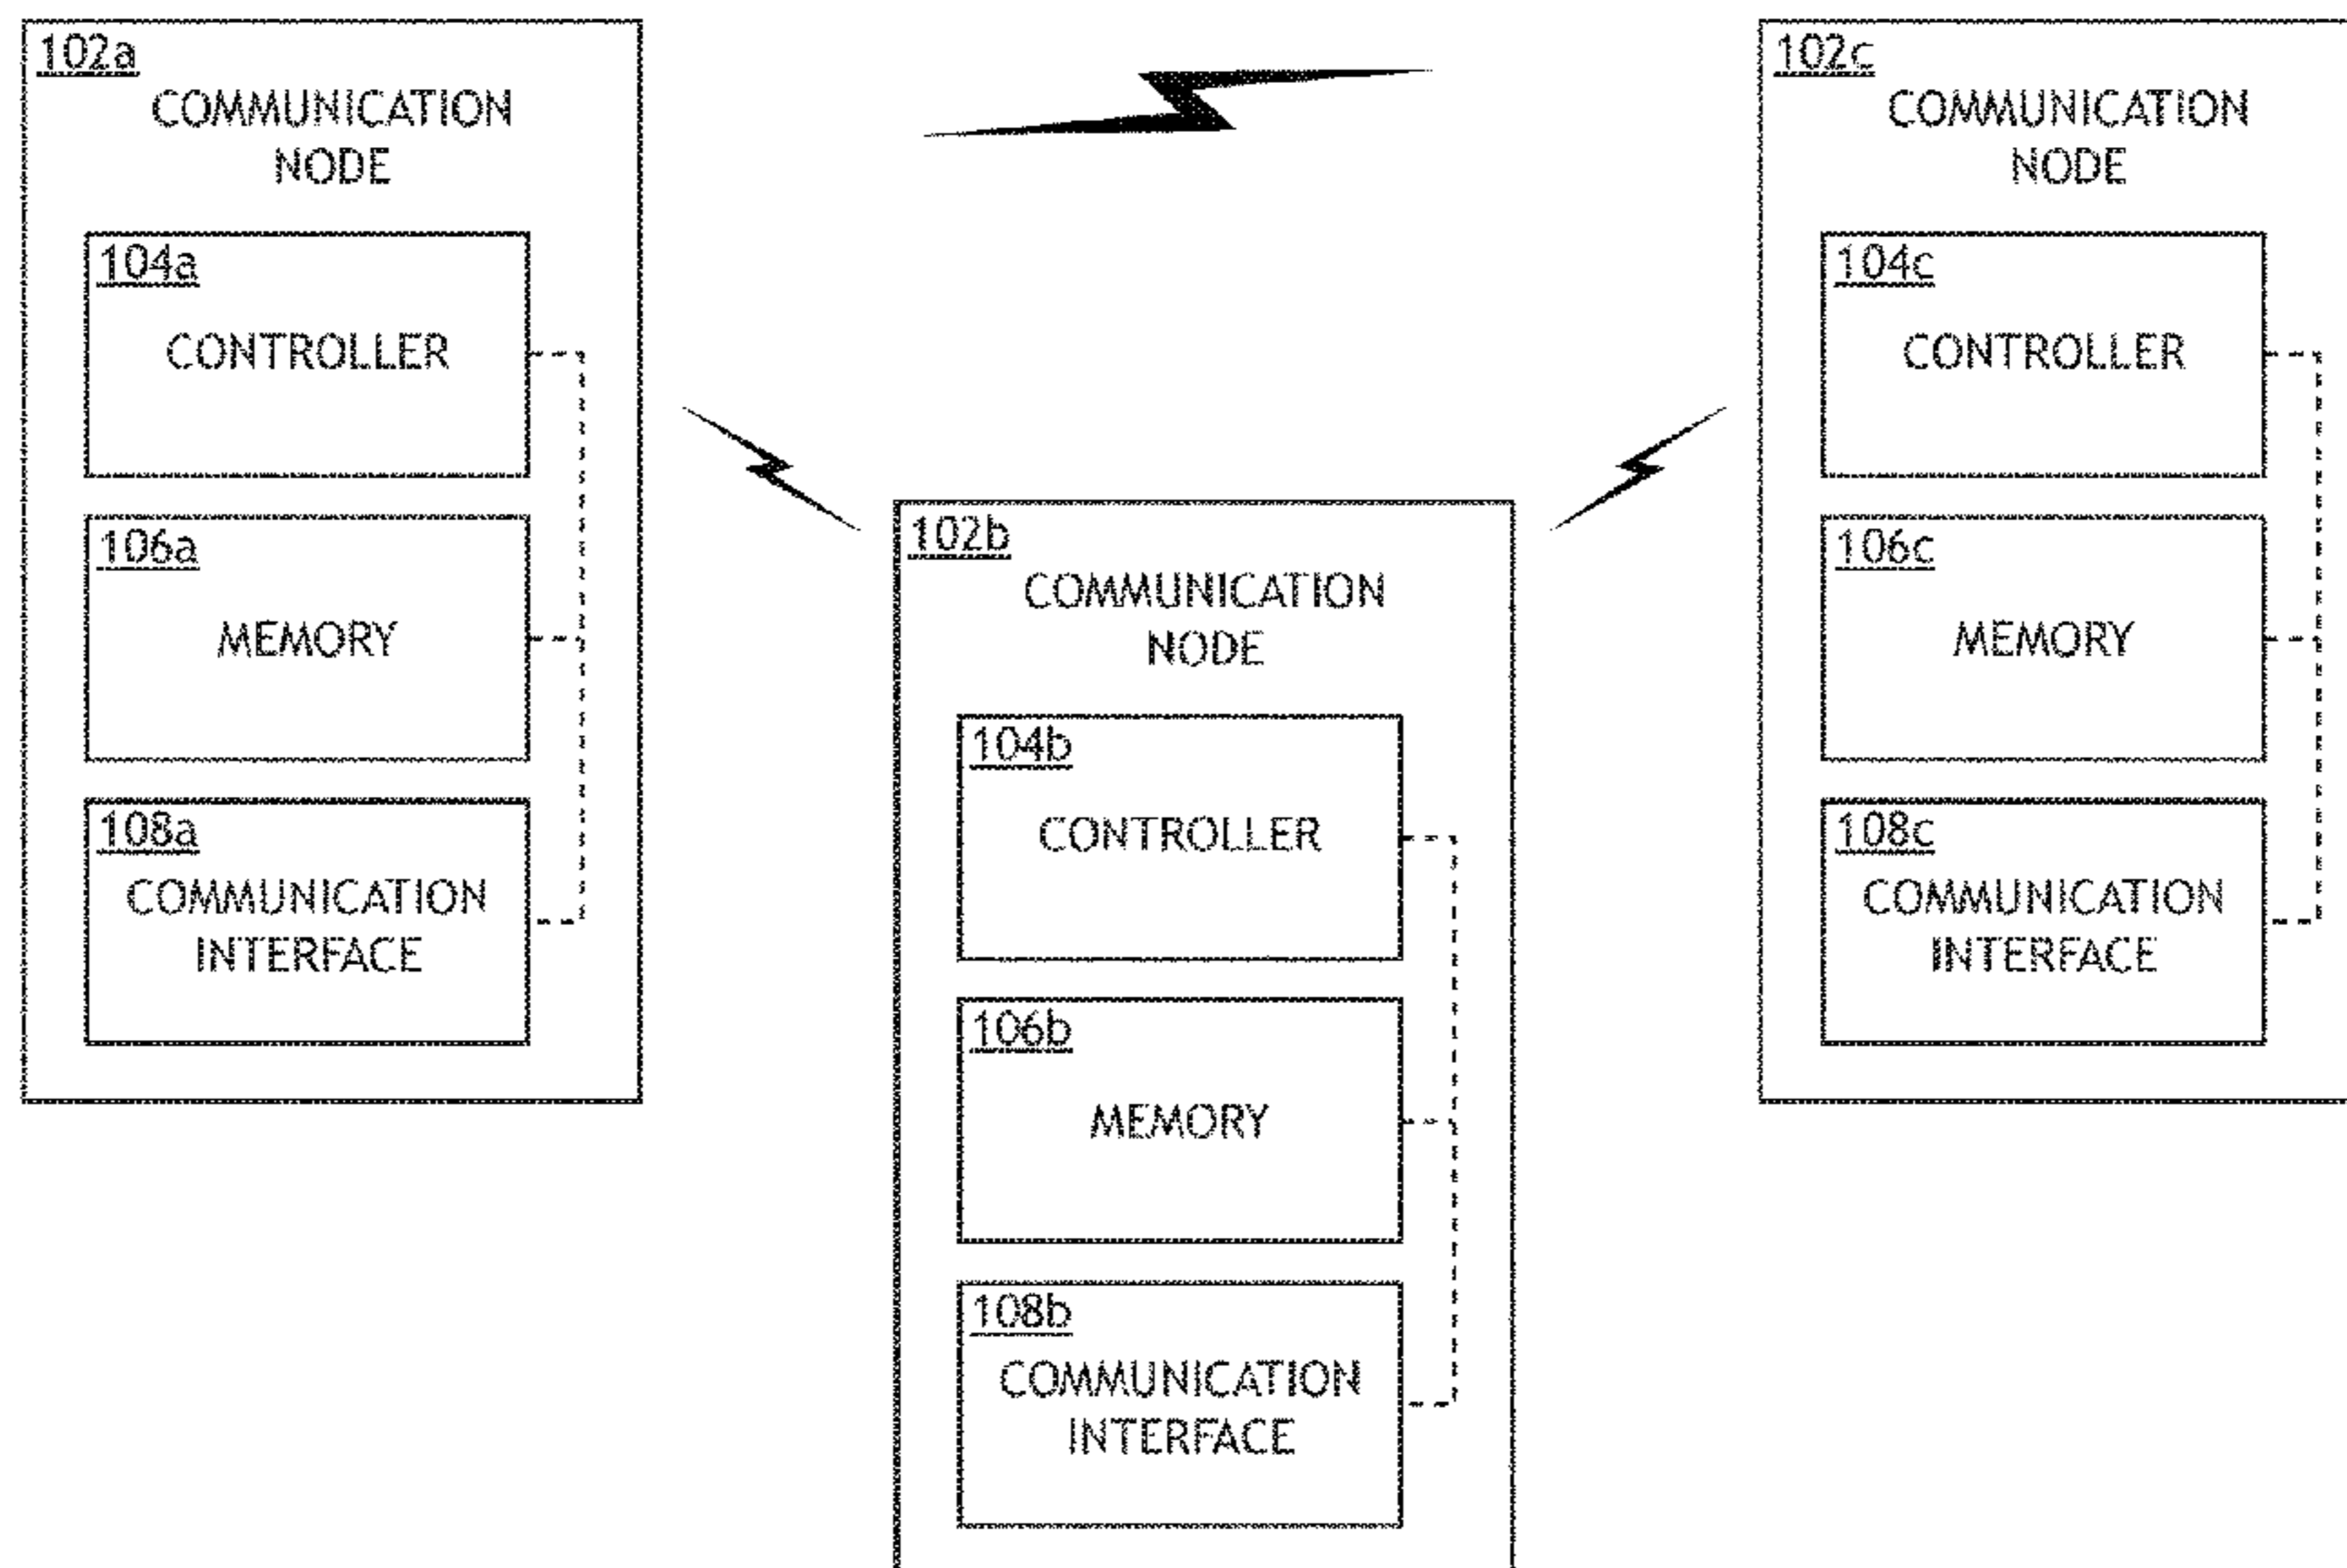 102a
COMMUNICATION
NODE
104a
CONTROLLER
106a
MEMORY
108a
COMMUNICATION
INTERFACE
102b
COMMUNICATION
NODE
104b
CONTROLLER
106b
MEMORY
108b
COMMUNICATION
INTERFACE
102c
COMMUNICATION
NODE
104c
CONTROLLER
106c
MEMORY
108c
COMMUNICATION
INTERFACE